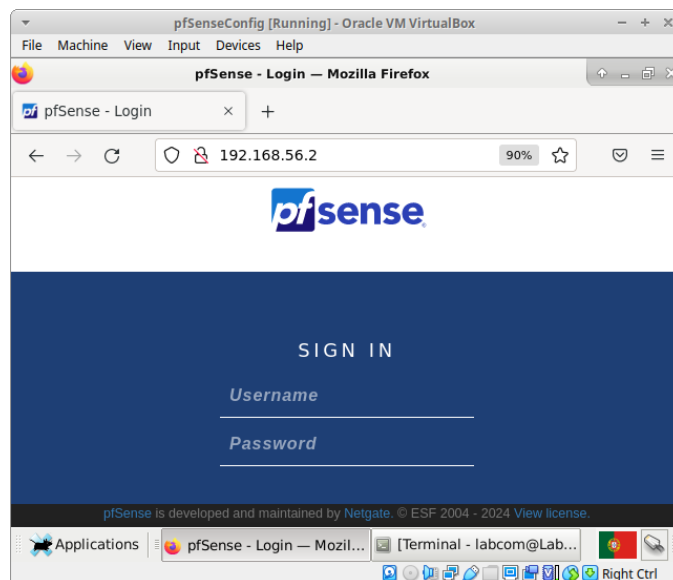 pfSenseConfig [Running] - Oracle VM VirtualBox
File Machine View Input Devices Help
pfSense - Login — Mozilla Firefox
pf pfSense - Login
192.168.56.2 90%
pfsense
SIGN IN
Username
Password
pfSense is developed and maintained by Netgate. © ESF 2004 - 2024 View license.
Applications pfSense - Login — Mozil... [Terminal - labcom@Lab...
Right Ctrl